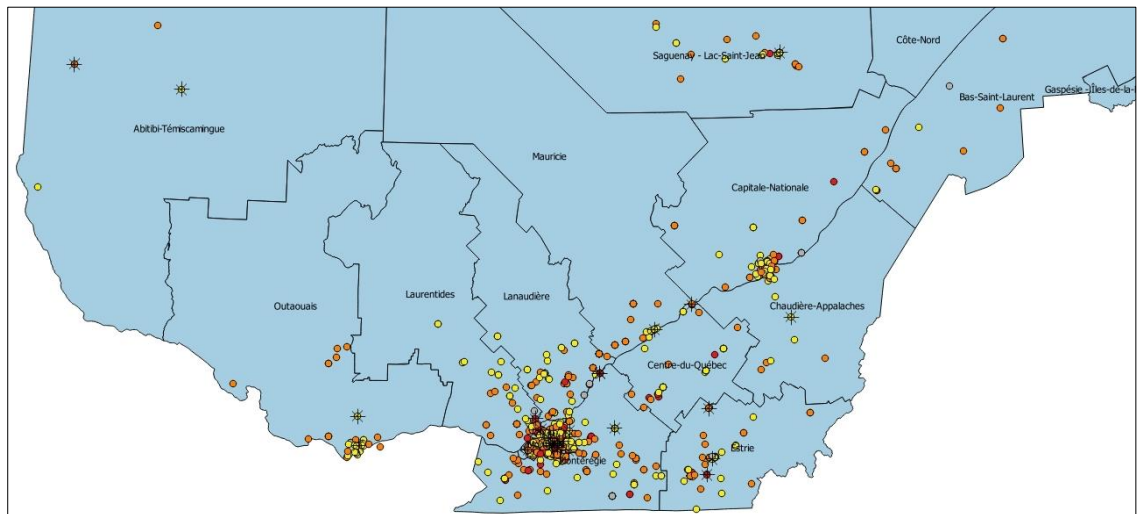 Côte-Nord
Saguenay - Lac-Saint-Jean
Bas-Saint-Laurent
Gaspésie - Îles-de-la-
Abitibi-Témiscamingue
Mauricie
Capitale-Nationale
Outaouais
Laurentides
Lanaudière
Chaudière-Appalaches
Centre-du-Québec
Estrie
Montérégie